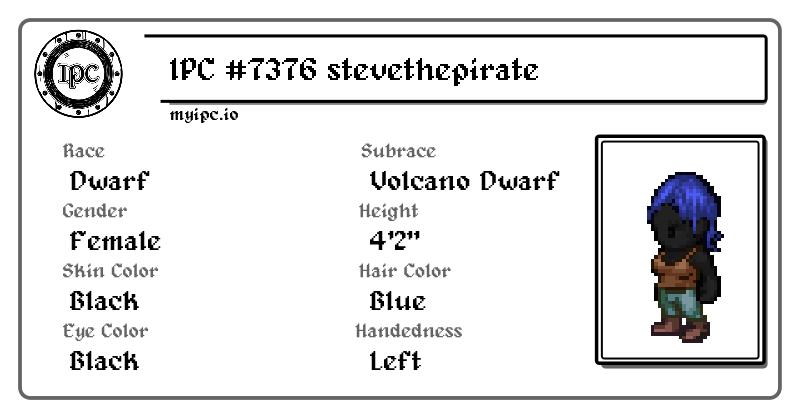 IPC
IPC #7376 stevethepirate
myipc.io
Race
Dwarf
Subrace
Volcano Dwarf
Gender
Female
Height
4'2"
Skin Color
Black
Hair Color
Blue
Eye Color
Black
Handedness
Left